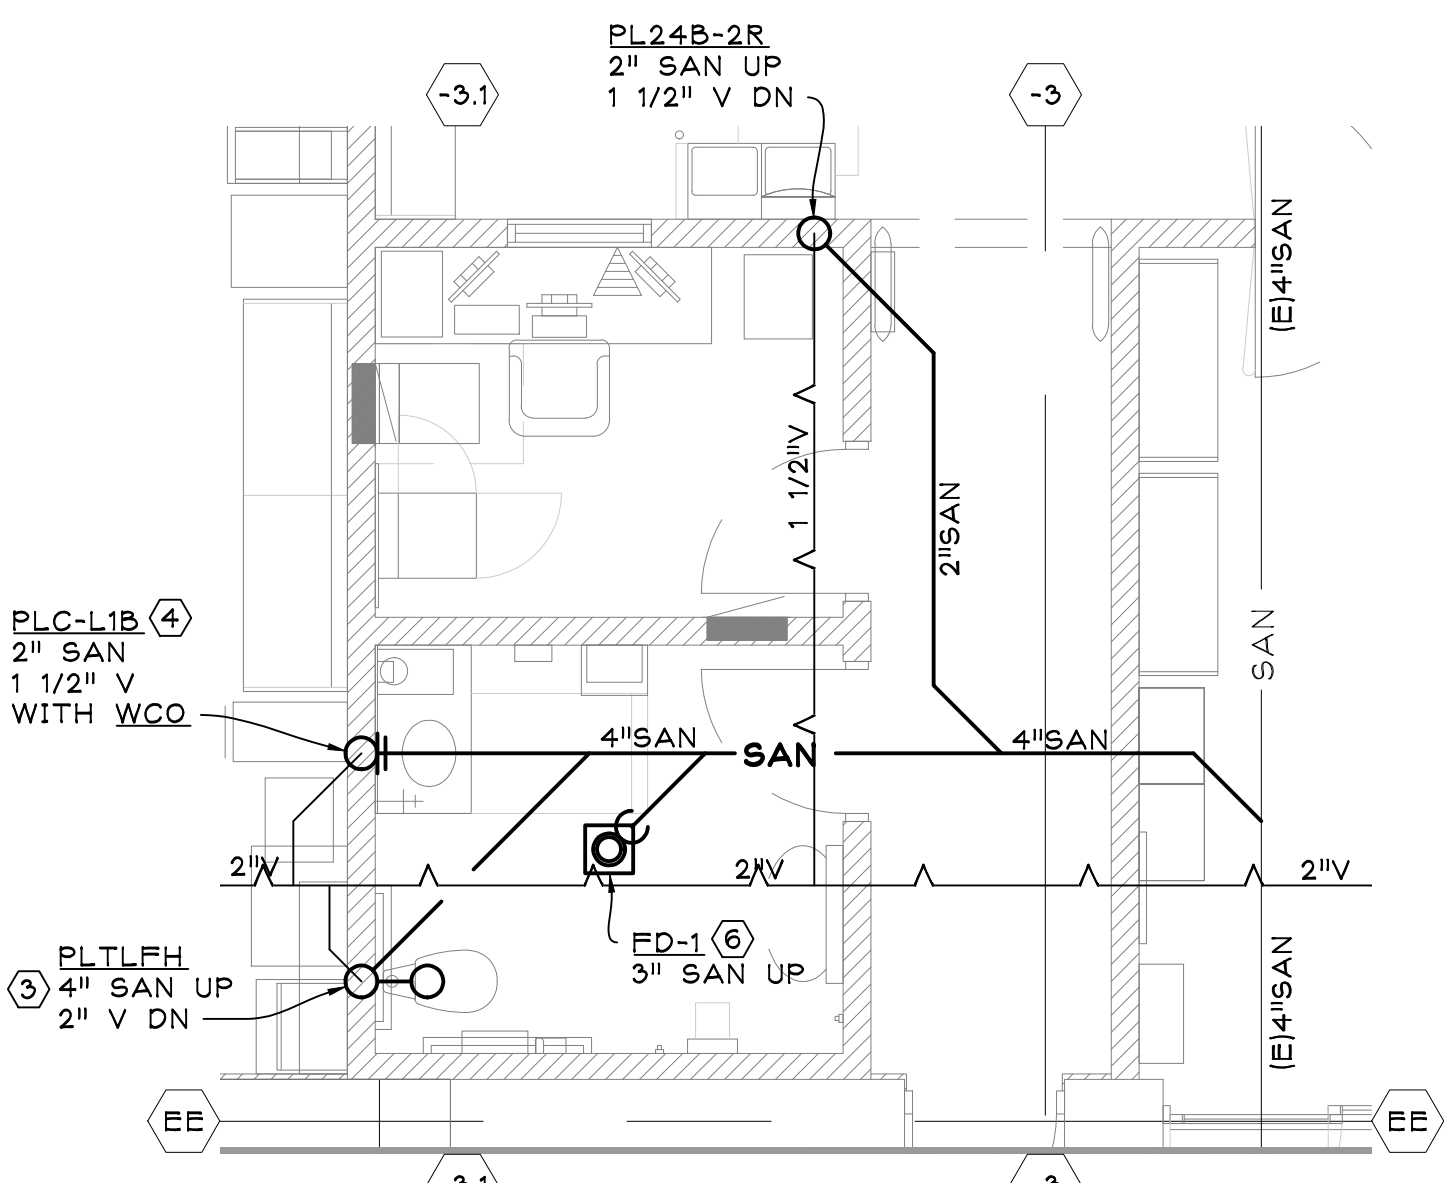 PL24B-2R
2" SAN UP
1 1/2" V DN
-3.1
-3
(E)4"SAN
1 1/2"V
2"SAN
PLC-L1B 4
2" SAN
1 1/2" V
WITH WCO
SAN
4"SAN
SAN
4"SAN
2"V
2"V
2"V
FD-1 6
3" SAN UP
PLTLFH
3 4" SAN UP
2" V DN
(E)4"SAN
EE
EE